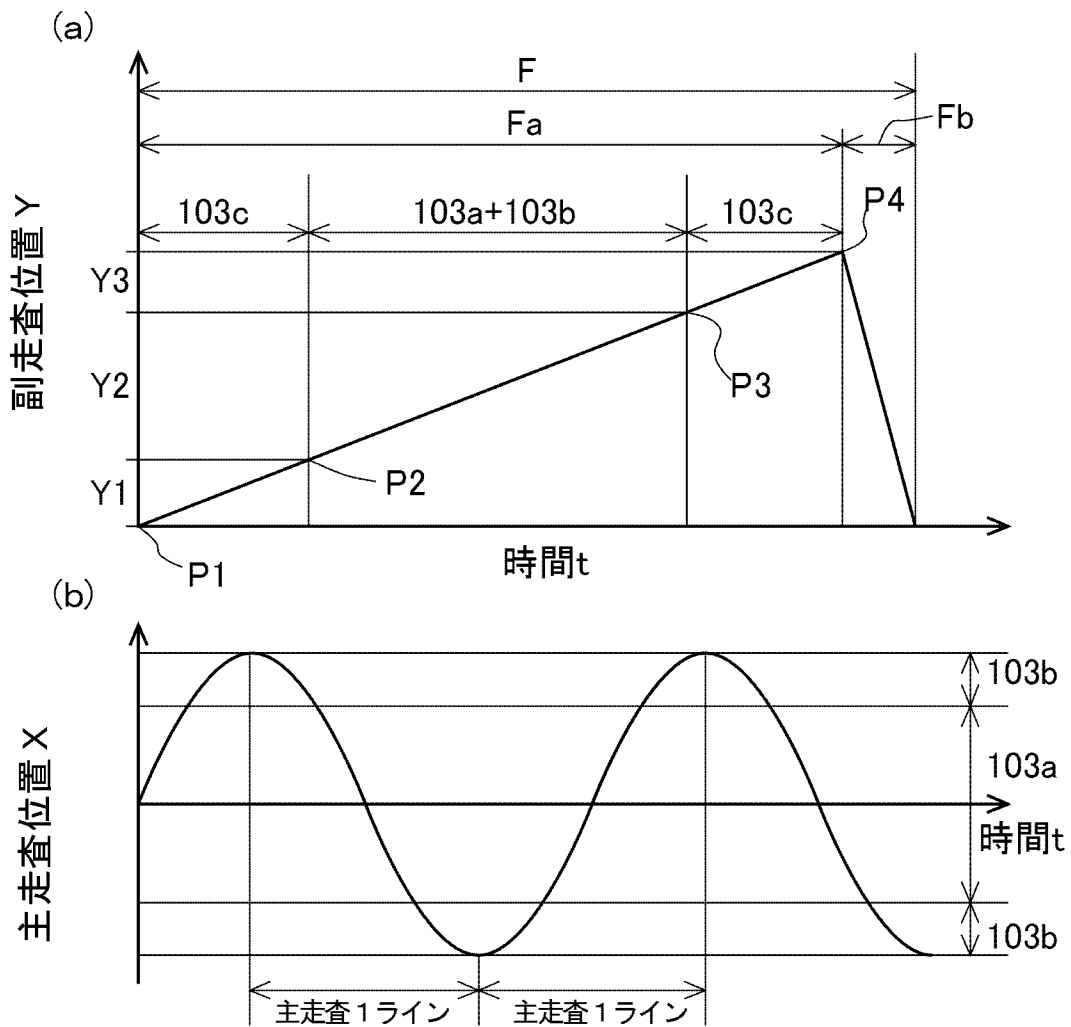 (a)
F
Fa
Fb
103c
103a+103b
103c
P4
副走査位置 Y
Y3
Y2
Y1
P3
P2
P1
時間t
(b)
主走査位置 X
103b
103a
時間t
103b
主走査1ライン
主走査1ライン